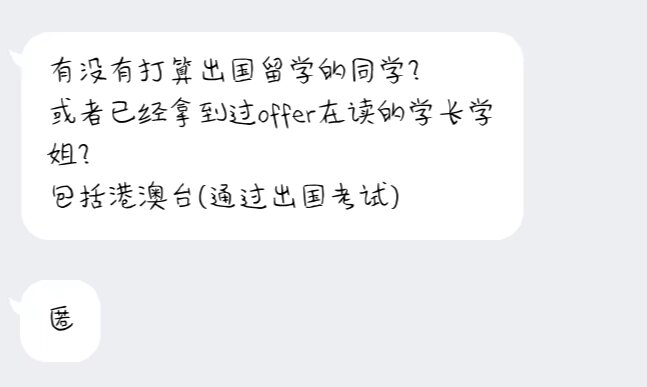 有没有打算出国留学的同学?
或者已经拿到过offer在读的学长学
姐?
包括港澳台(通过出国考试)
匿